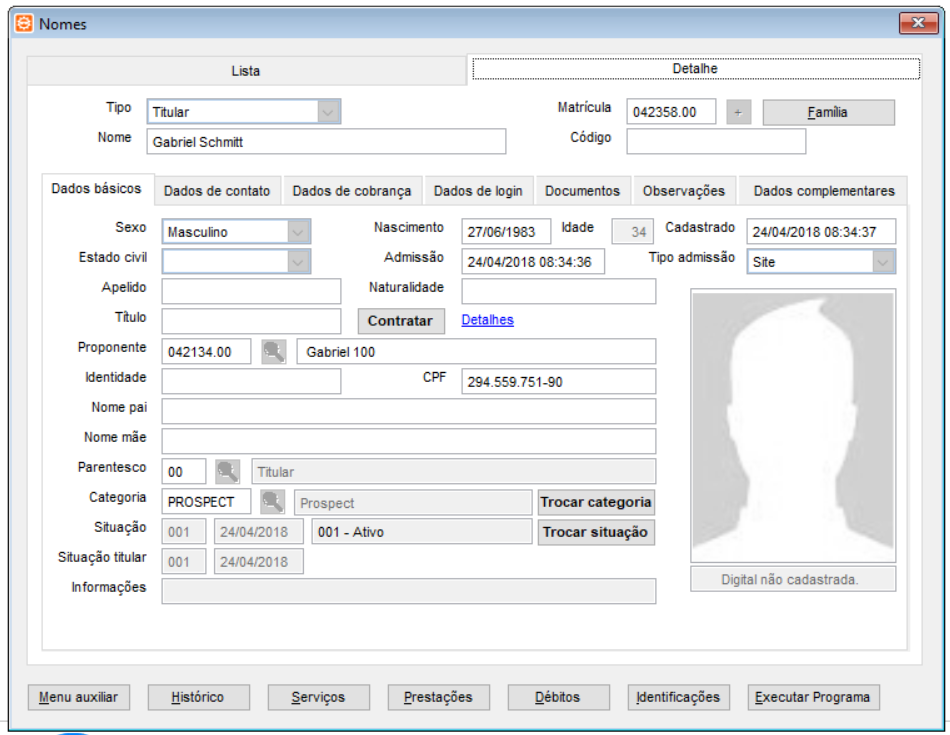 Nomes
Lista Detalhe
Tipo Titular Matrícula 042358.00 + Família
Nome Gabriel Schmitt Código
Dados básicos Dados de contato Dados de cobrança Dados de login Documentos Observações Dados complementares
Sexo Masculino Nascimento 27/06/1983 Idade 34 Cadastrado 24/04/2018 08:34:37
Estado civil Admissão 24/04/2018 08:34:36 Tipo admissão Site
Apelido Naturalidade
Título Contratar Detalhes
Proponente 042134.00 Gabriel 100
Identidade CPF 294.559.751-90
Nome pai
Nome mãe
Parentesco 00 Titular
Categoria PROSPECT Prospect Trocar categoria
Situação 001 24/04/2018 001 - Ativo Trocar situação
Situação titular 001 24/04/2018
Informações Digital não cadastrada.
Menu auxiliar Histórico Serviços Prestações Débitos Identificações Executar Programa